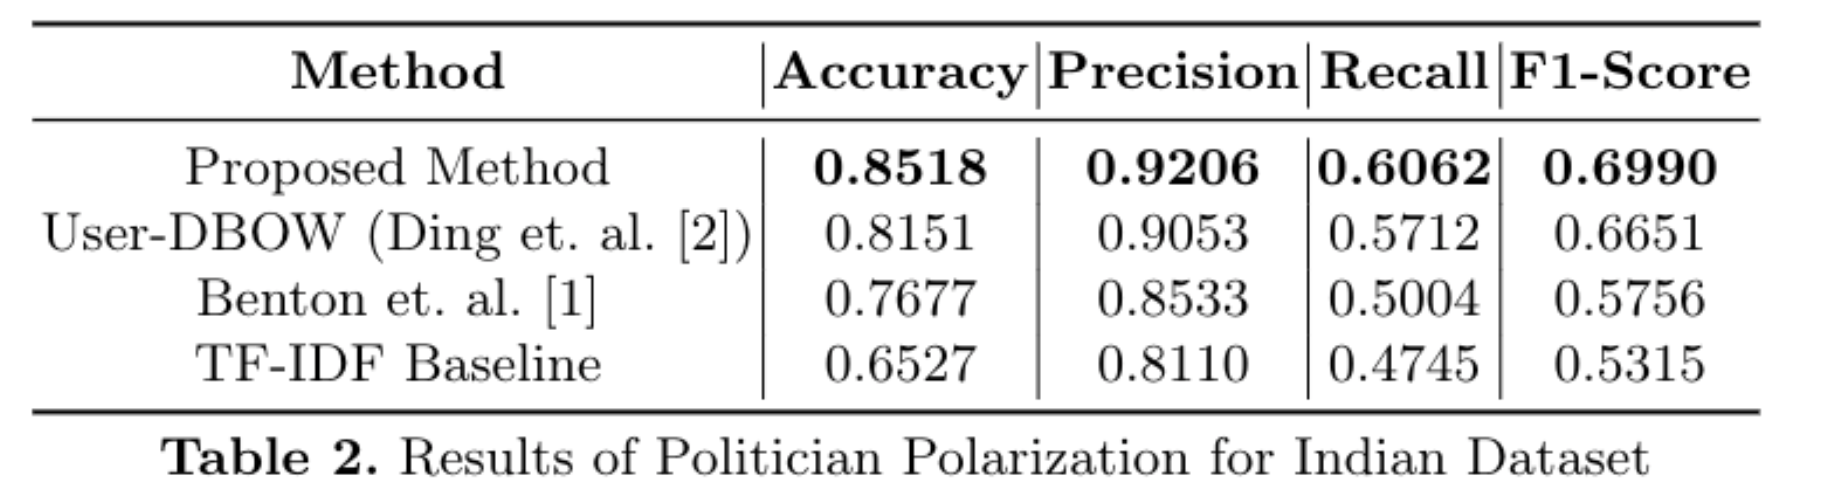 Method Accuracy Precision Recall F1-Score
Proposed Method 0.8518 0.9206 0.6062 0.6990
User-DBOW (Ding et. al. [2]) 0.8151 0.9053 0.5712 0.6651
Benton et. al. [1] 0.7677 0.8533 0.5004 0.5756
TF-IDF Baseline 0.6527 0.8110 0.4745 0.5315
Table 2. Results of Politician Polarization for Indian Dataset